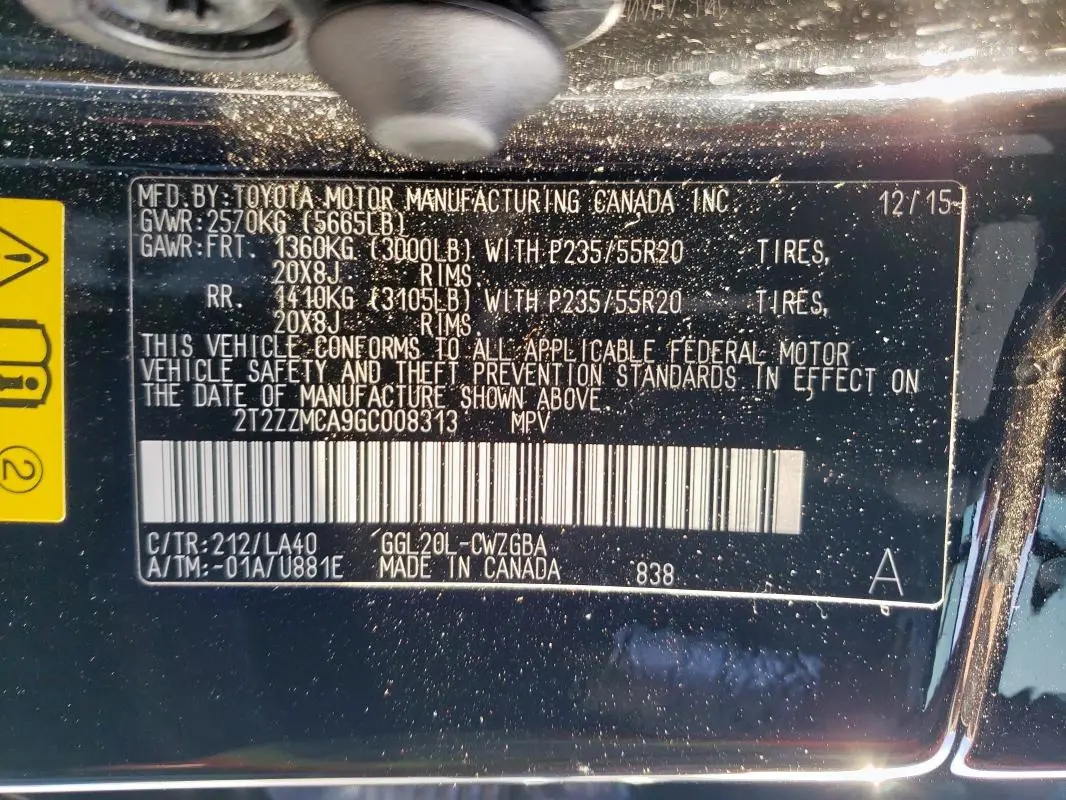 MFD.BY:TOYOTA MOTOR MANUFACTURING CANADA INC. 12/15
GVWR:2570KG (5665LB)
GAWR:FRT. 1360KG (3000LB) WITH P235/55R20 TIRES,
20X8J RIMS.
RR. 1410KG (3105LB) WITH P235/55R20 TIRES,
20X8J RIMS.
THIS VEHICLE CONFORMS TO ALL APPLICABLE FEDERAL MOTOR
VEHICLE SAFETY AND THEFT PREVENTION STANDARDS IN EFFECT ON
THE DATE OF MANUFACTURE SHOWN ABOVE.
2T2ZZMCA9GC008313 MPV
C/TR:212/LA40 GGL20L-CWZGBA
A/TM:-01A/U881E MADE IN CANADA 838 A
2